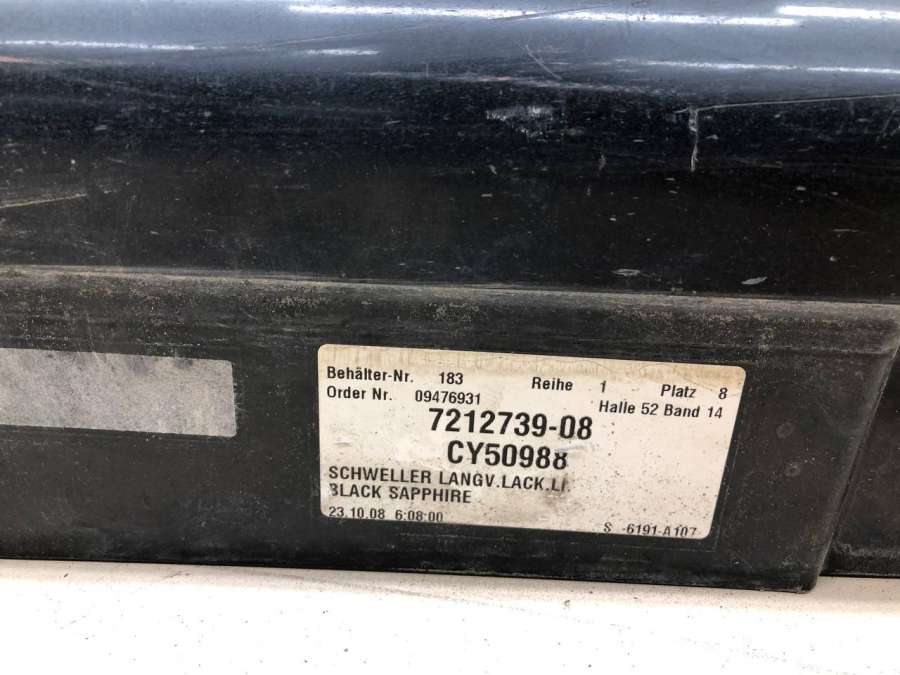 Behälter-Nr. 183 Reihe 1 Platz 8
Order Nr. 09476931 Halle 52 Band 14
7212739-08
CY50988
SCHWELLER LANGV.LACK.LI.
BLACK SAPPHIRE
23.10.08 6:08:00 S -6191-A107